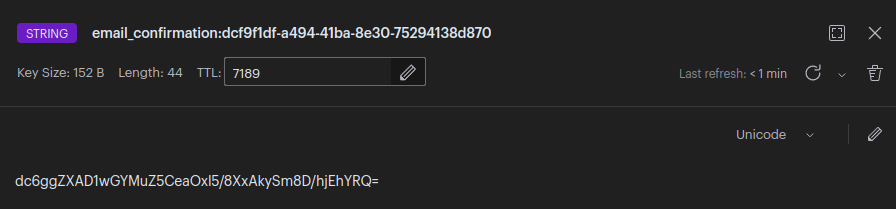 STRING email_confirmation:dcf9f1df-a494-41ba-8e30-75294138d870
Key Size: 152 B Length: 44 TTL: 7189 Last refresh: < 1 min
Unicode
dc6ggZXAD1wGYMuZ5CeaOxI5/8XxAkySm8D/hjEhYRQ=